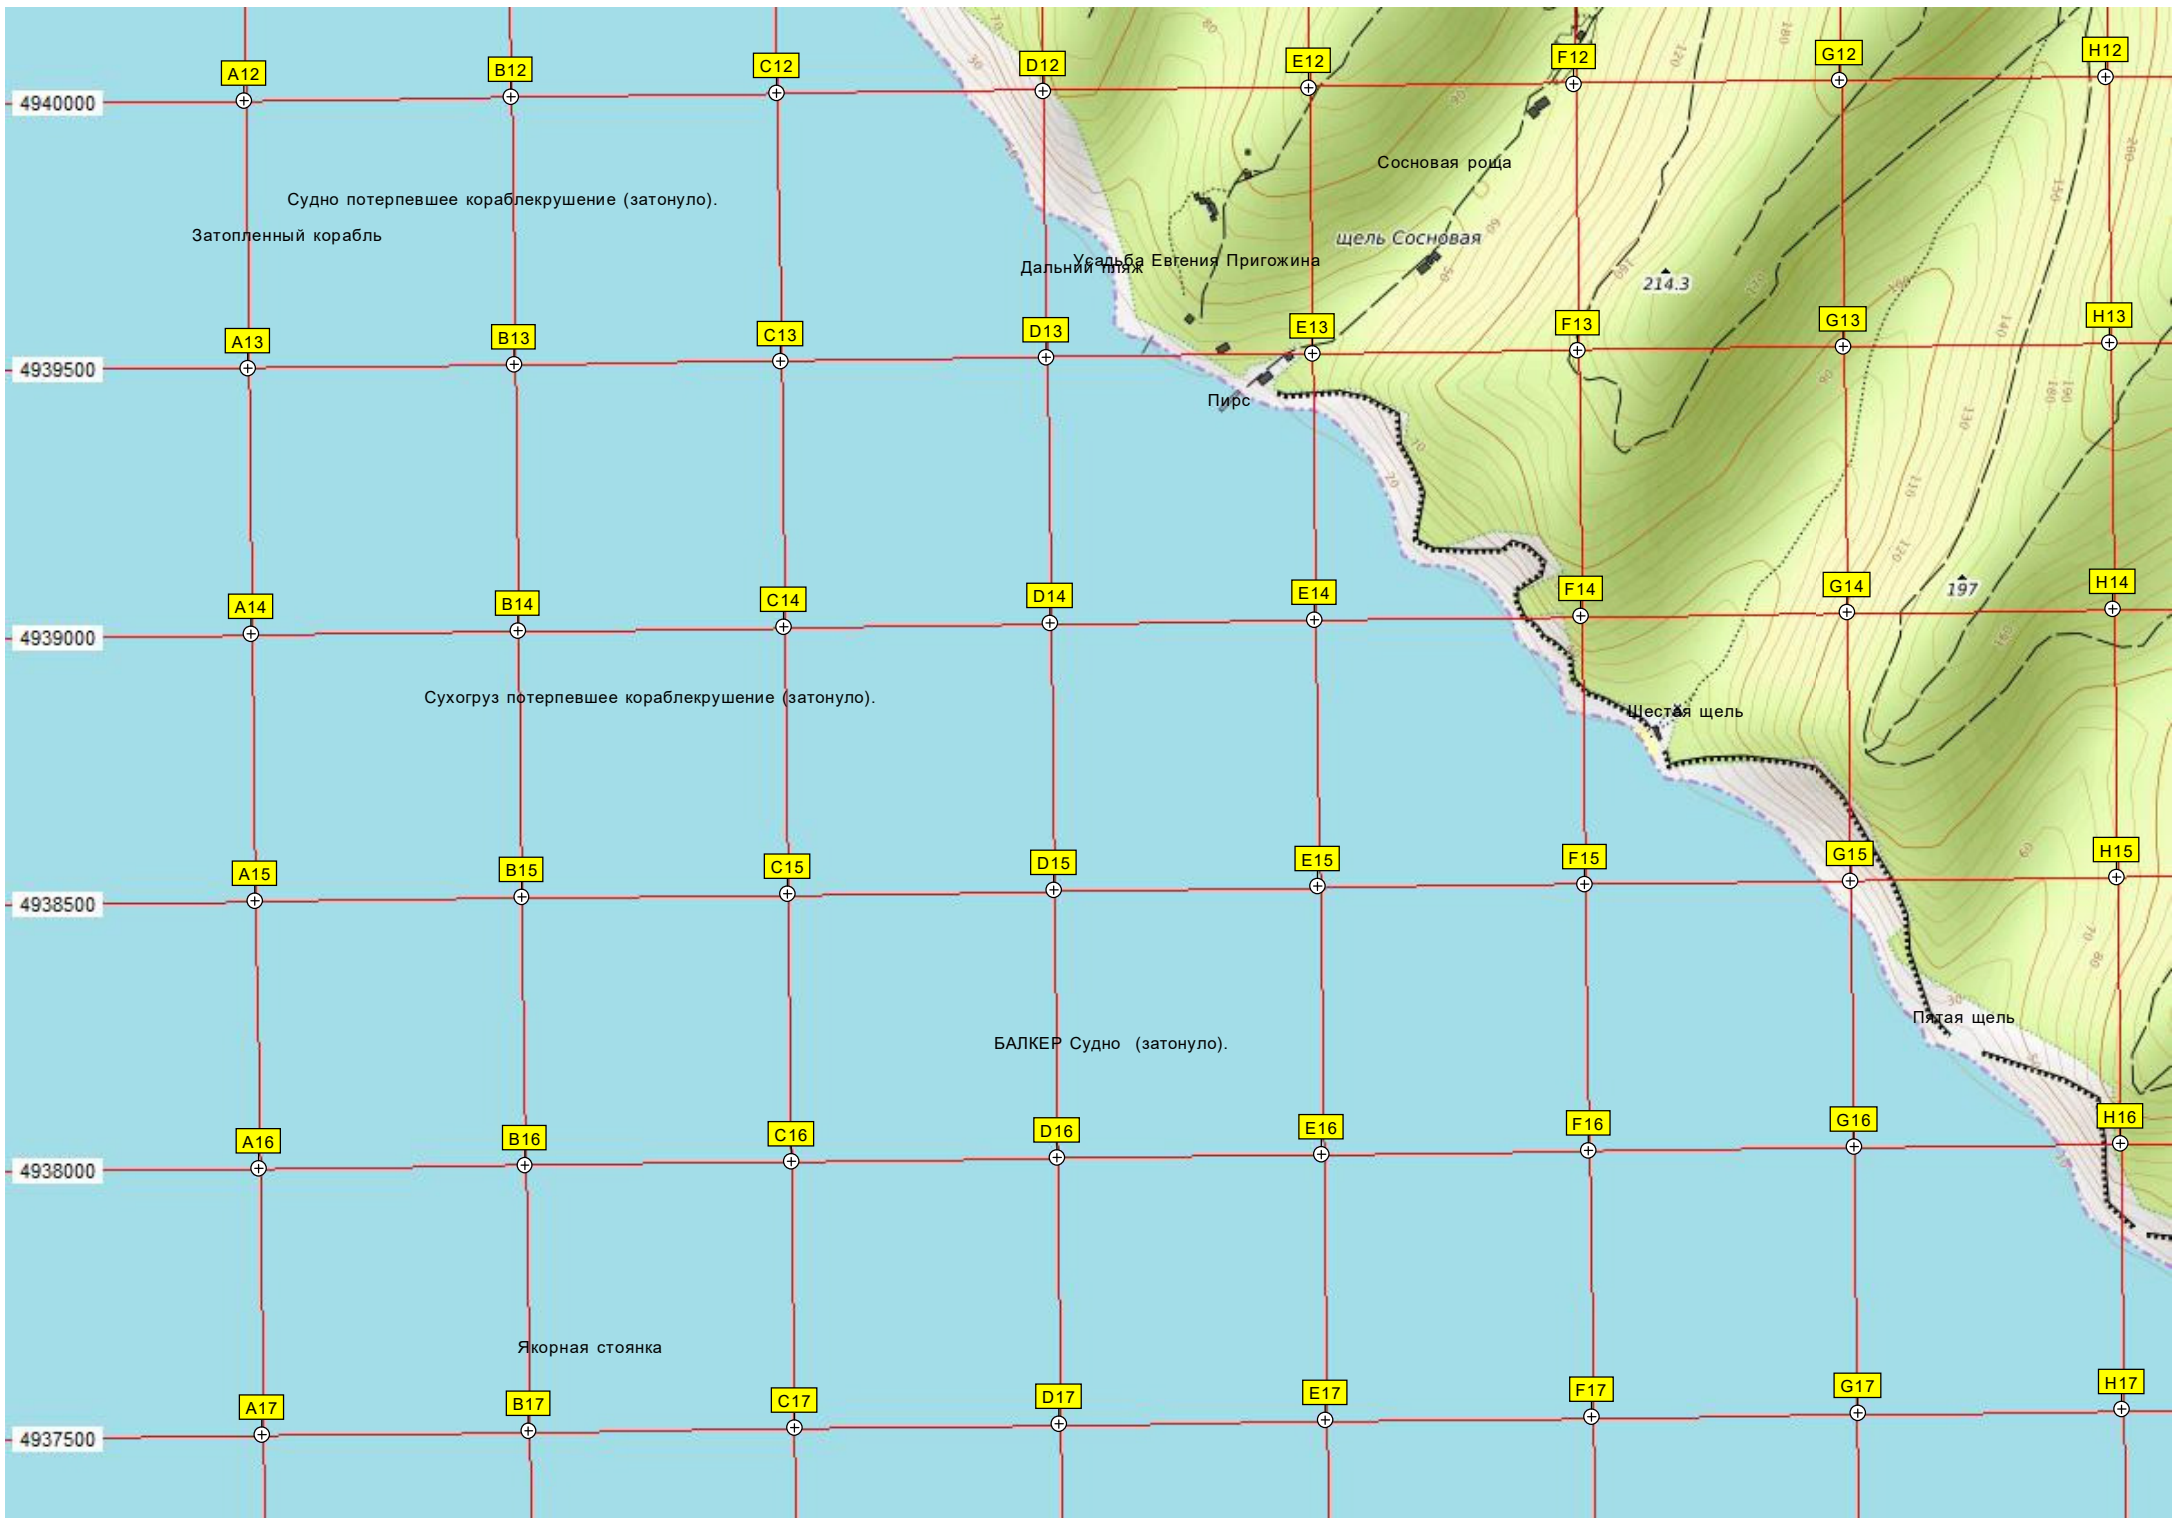 A12
B12
C12
D12
E12
F12
G12
H12
4940000
Сосновая роща
Судно потерпевшее кораблекрушение (затонуло).
Затопленный корабль
щель Сосновая
Усадьба Евгения Пригожина
Дальний пляж
214.3
A13
B13
C13
D13
E13
F13
G13
H13
4939500
Пирс
A14
B14
C14
D14
E14
F14
G14
H14
197
4939000
Сухогруз потерпевшее кораблекрушение (затонуло).
Шестая щель
A15
B15
C15
D15
E15
F15
G15
H15
4938500
Пятая щель
БАЛКЕР Судно (затонуло).
A16
B16
C16
D16
E16
F16
G16
H16
4938000
Якорная стоянка
A17
B17
C17
D17
E17
F17
G17
H17
4937500